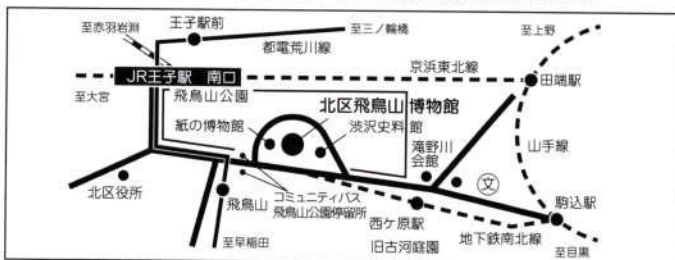 至赤羽岩淵
王子駅前
都電荒川線
至三ノ輪橋
至上野
京浜東北線
JR王子駅 南口
田端駅
至大宮
飛鳥山公園
北区飛鳥山博物館
紙の博物館
渋沢史料館
滝野川
会館
山手線
文
北区役所
飛鳥山
コミュニティバス
飛鳥山公園停留所
西ケ原駅
駒込駅
旧古河庭園
地下鉄南北線
至早稲田
至目黒